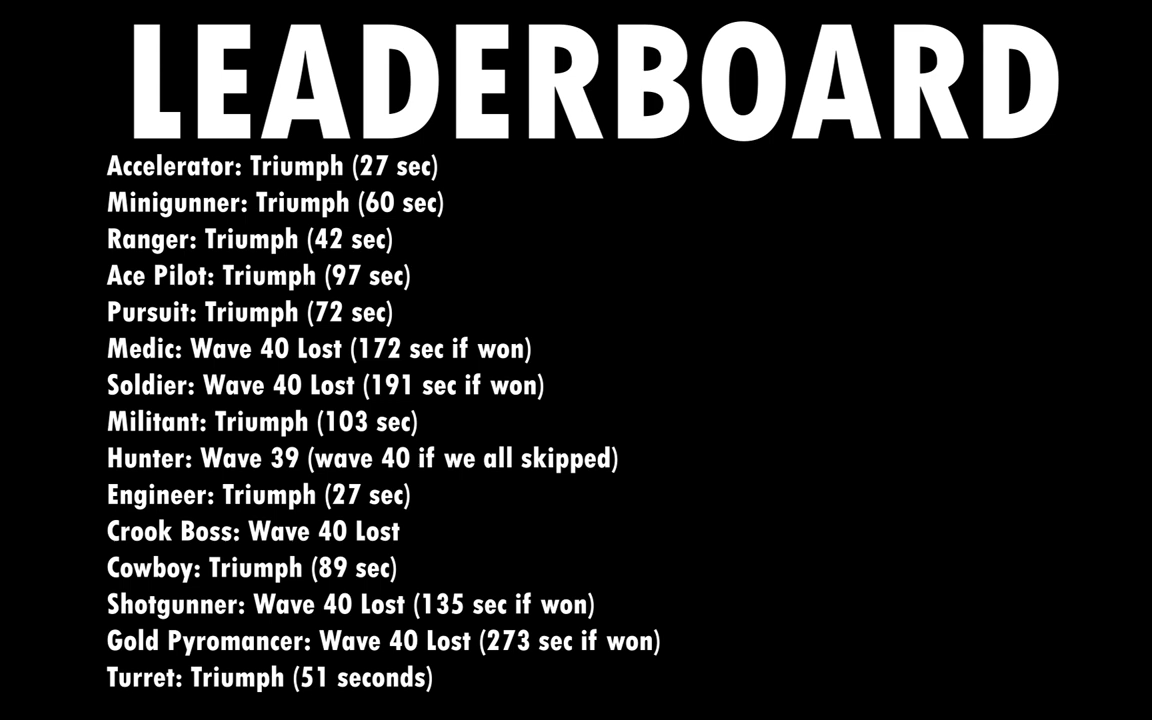 LEADERBOARD
Accelerator: Triumph (27 sec)
Minigunner: Triumph (60 sec)
Ranger: Triumph (42 sec)
Ace Pilot: Triumph (97 sec)
Pursuit: Triumph (72 sec)
Medic: Wave 40 Lost (172 sec if won)
Soldier: Wave 40 Lost (191 sec if won)
Militant: Triumph (103 sec)
Hunter: Wave 39 (wave 40 if we all skipped)
Engineer: Triumph (27 sec)
Crook Boss: Wave 40 Lost
Cowboy: Triumph (89 sec)
Shotgunner: Wave 40 Lost (135 sec if won)
Gold Pyromancer: Wave 40 Lost (273 sec if won)
Turret: Triumph (51 seconds)